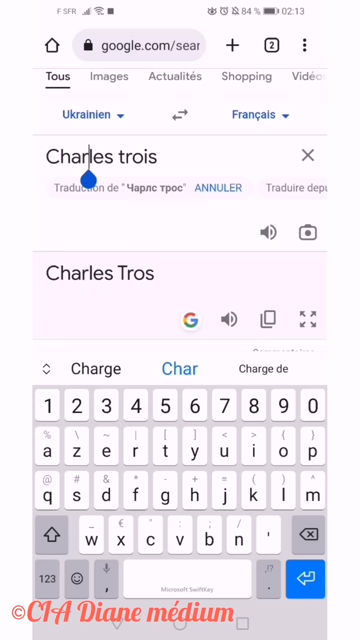 F SFR 84 % 02:13
google.com/sear 2
Tous Images Actualités Shopping Vidéos
Ukrainien Français
Charles trois
Traduction de " Чарлс трос" ANNULER Traduire depu
Charles Tros
G
Charge Char Charge de
1 2 3 4 5 6 7 8 9 0
% \ ~ | [ ] < > { }
a z e r t y u i o p
@ # & * - + = ( ) ^
q s d f g h j k l m
_ € " : ; / '
w x c v b n '
123 , Microsoft SwiftKey ,!? .
©CIA Diane médium